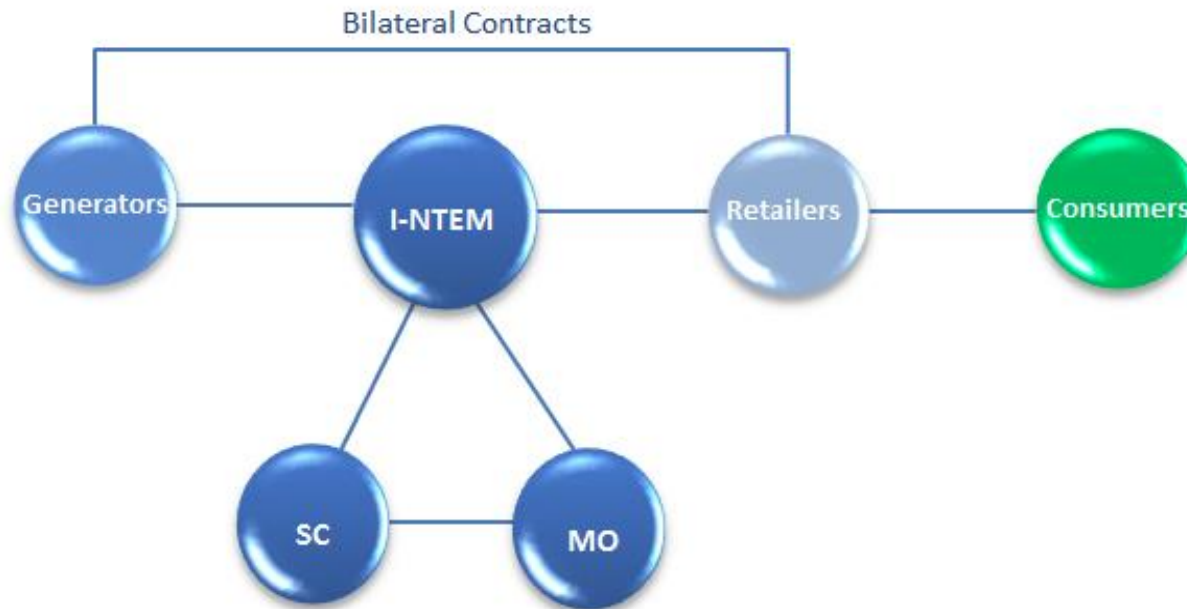 Bilateral Contracts
Generators
I-NTEM
Retailers
Consumers
SC
MO